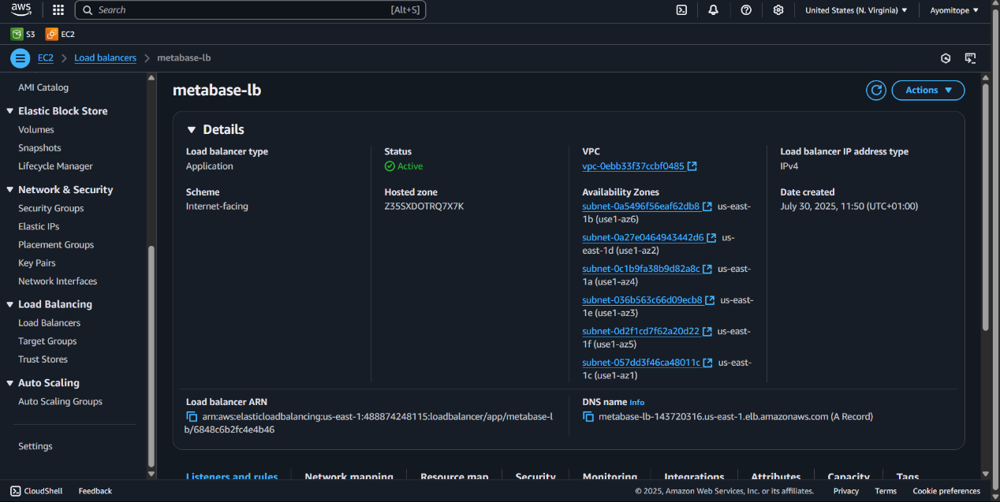 aws
Search [Alt+S]
United States (N. Virginia)
Ayomitope
S3
EC2
EC2
Load balancers
metabase-lb
AMI Catalog
Elastic Block Store
Volumes
Snapshots
Lifecycle Manager
Network & Security
Security Groups
Elastic IPs
Placement Groups
Key Pairs
Network Interfaces
Load Balancing
Load Balancers
Target Groups
Trust Stores
Auto Scaling
Auto Scaling Groups
Settings
metabase-lb
Actions
Details
Load balancer type
Application
Scheme
Internet-facing
Status
Active
Hosted zone
Z35SXDOTRQ7X7K
VPC
vpc-0ebb33f37ccbf0485
Availability Zones
subnet-0a5496f56eaf62db8 us-east-
1b (use1-az6)
subnet-0a27e0464943442d6 us-
east-1d (use1-az2)
subnet-0c1b9fa38b9d82a8c us-east-
1a (use1-az4)
subnet-036b563c66d09ecb8 us-east-
1e (use1-az3)
subnet-0d2f1cd7f62a20d22 us-east-
1f (use1-az5)
subnet-057dd3f46ca48011c us-east-
1c (use1-az1)
Load balancer IP address type
IPv4
Date created
July 30, 2025, 11:50 (UTC+01:00)
Load balancer ARN
arn:aws:elasticloadbalancing:us-east-1:488874248115:loadbalancer/app/metabase-l
b/6848c6b2fc4e4b46
DNS name Info
metabase-lb-143720316.us-east-1.elb.amazonaws.com (A Record)
Listeners and rules
Network mapping
Resource map
Security
Monitoring
Integrations
Attributes
Capacity
Tags
CloudShell
Feedback
© 2025, Amazon Web Services, Inc. or its affiliates.
Privacy
Terms
Cookie preferences